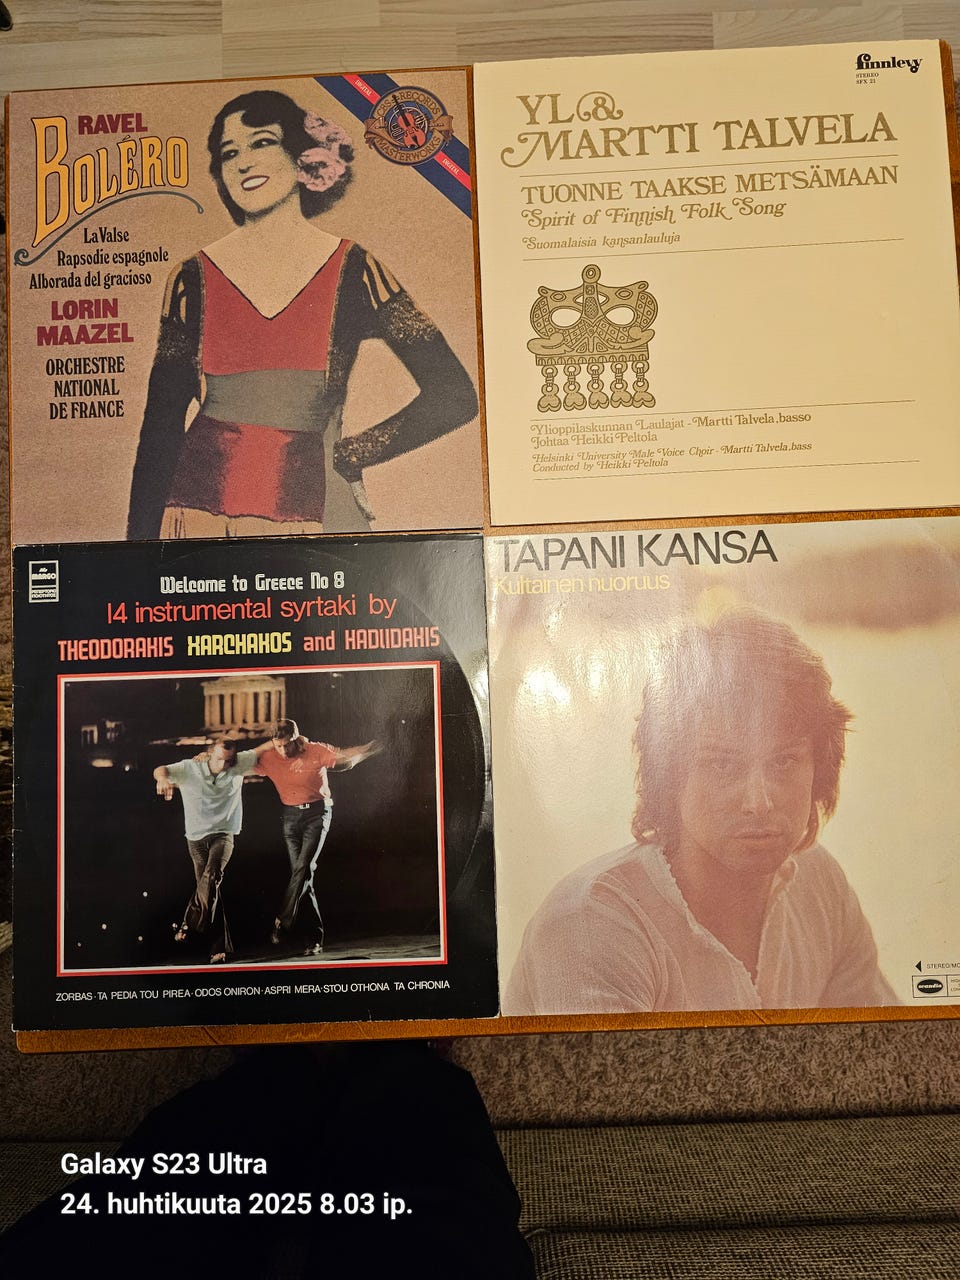 RAVEL
BOLÉRO
La Valse
Rapsodie espagnole
Alborada del gracioso
LORIN
MAAZEL
ORCHESTRE
NATIONAL
DE FRANCE
DIGITAL
CBS RECORDS
MASTERWORKS
DIGITAL
finnlevy
STEREO
SFX 21
YL &
MARTTI TALVELA
TUONNE TAAKSE METSÄMAAN
Spirit of Finnish Folk Song
Suomalaisia kansanlauluja
Ylioppilaskunnan Laulajat - Martti Talvela, basso
Johtaa Heikki Peltola
Helsinki University Male Voice Choir - Martti Talvela, bass
Conducted by Heikki Peltola
MARGO
Welcome to Greece No 8
14 instrumental syrtaki by
THEODORAKIS XARCHAKOS and HADJIDAKIS
ZORBAS·TA PEDIA TOU PIREA·ODOS ONIRON·ASPRI MERA·STOU OTHONA TA CHRONIA
TAPANI KANSA
Kultainen nuoruus
STEREO/MO
scandia
Galaxy S23 Ultra
24. huhtikuuta 2025 8.03 ip.